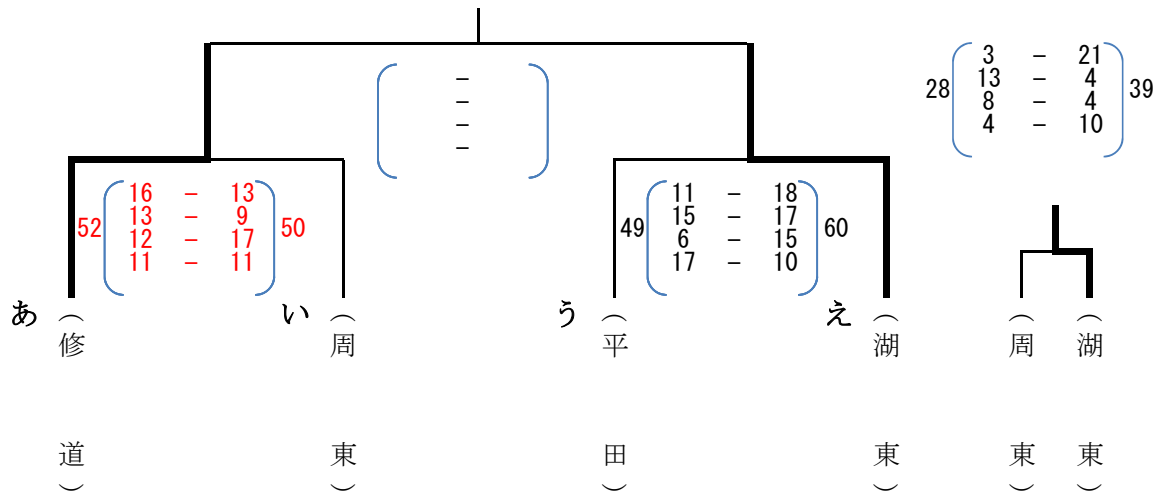 –
–
–
–
28 39
3 – 21
13 – 4
8 – 4
4 – 10
52 50
16 – 13
13 – 9
12 – 17
11 – 11
49 60
11 – 18
15 – 17
6 – 15
17 – 10
あ
(修道)
い
(周東)
う
(平田)
え
(湖東)
(周東)
(湖東)